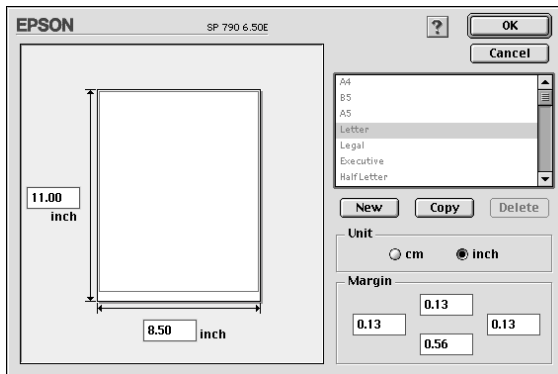 EPSON
SP 790 6.50E
?
OK
Cancel
A4
B5
A5
Letter
Legal
Executive
Half Letter
New
Copy
Delete
11.00
inch
8.50 inch
Unit
cm
inch
Margin
0.13
0.13
0.13
0.56